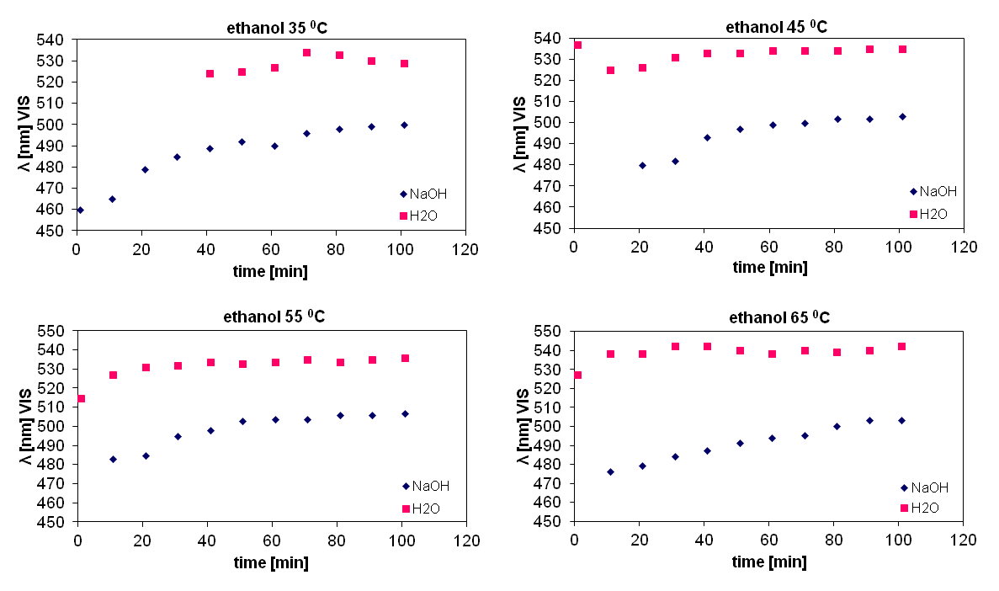 ethanol 35 ⁰C
540
530
520
510
500
490
480
470
460
450
λ [nm] VIS
0 20 40 60 80 100 120
time [min]
NaOH
H2O
ethanol 45 ⁰C
540
530
520
510
500
490
480
470
460
450
λ [nm] VIS
0 20 40 60 80 100 120
time [min]
NaOH
H2O
ethanol 55 ⁰C
550
540
530
520
510
500
490
480
470
460
450
λ [nm] VIS
0 20 40 60 80 100 120
time [min]
NaOH
H2O
ethanol 65 ⁰C
550
540
530
520
510
500
490
480
470
460
450
λ [nm] VIS
0 20 40 60 80 100 120
time [min]
NaOH
H2O